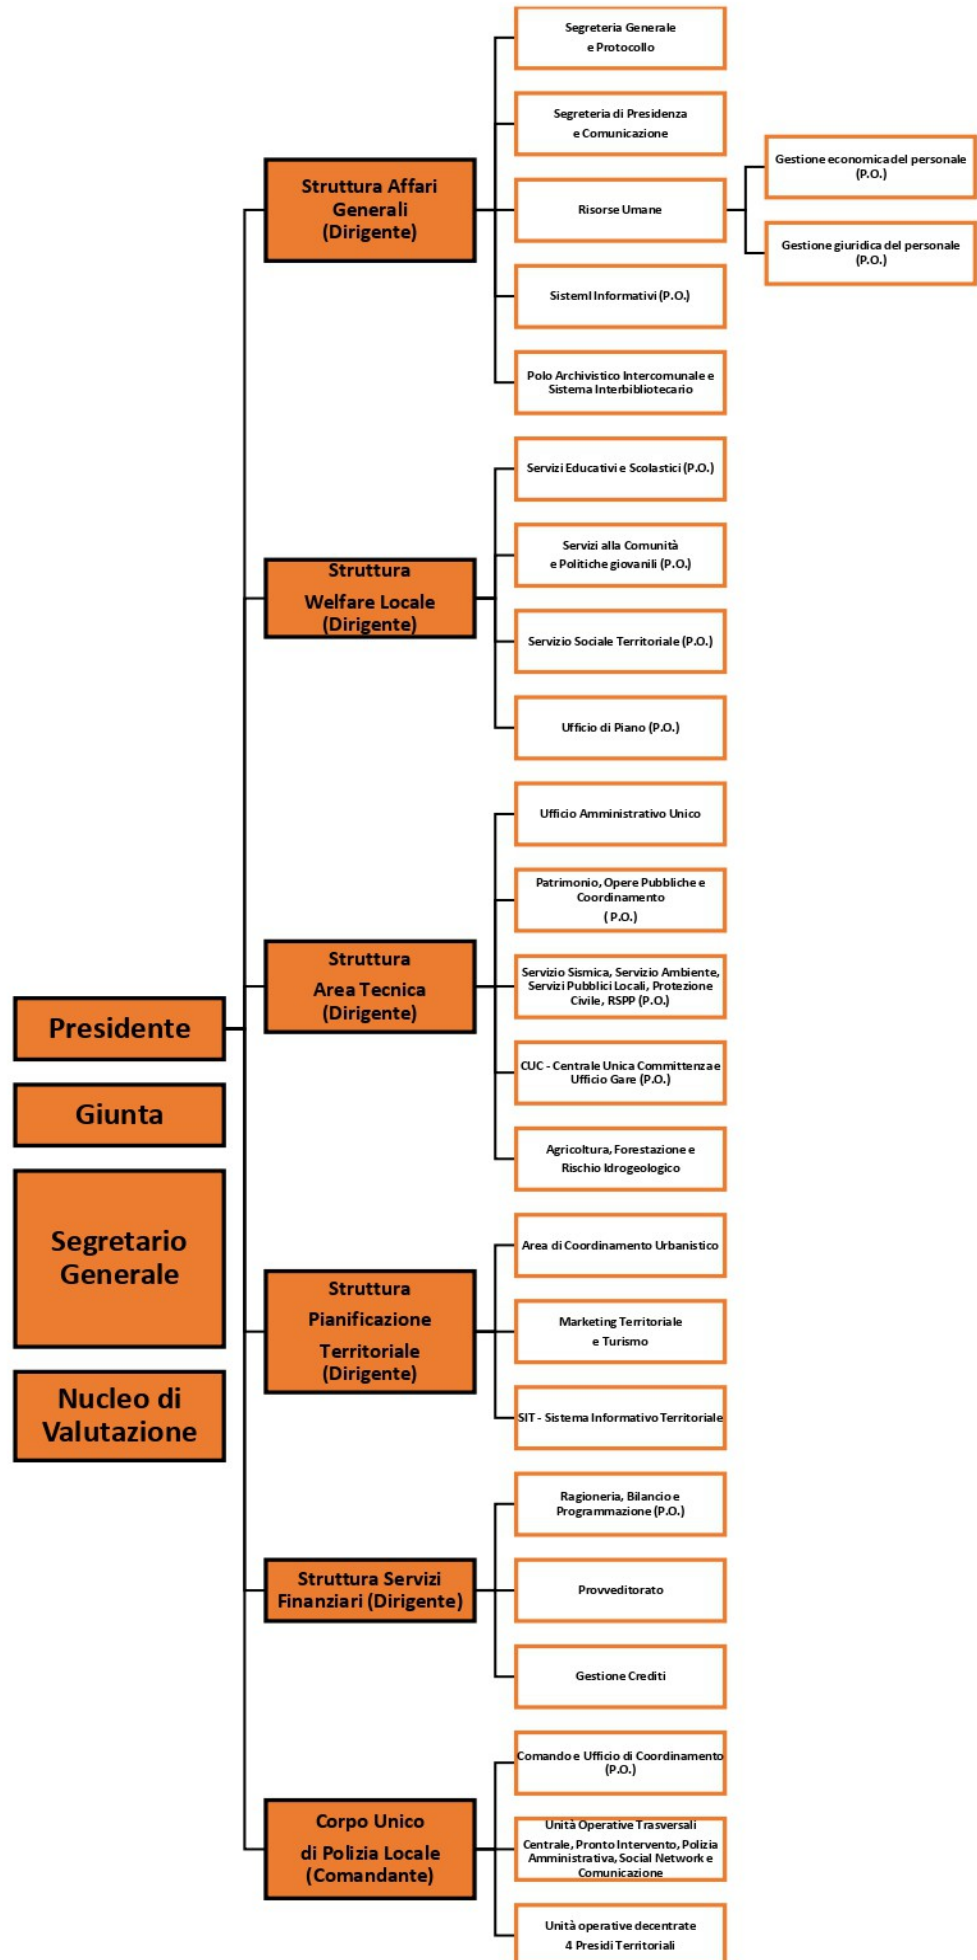 Presidente
Giunta
Segretario
Generale
Nucleo di
Valutazione
Struttura Affari
Generali
(Dirigente)
Segreteria Generale
e Protocollo
Segreteria di Presidenza
e Comunicazione
Risorse Umane
Gestione economica del personale
(P.O.)
Gestione giuridica del personale
(P.O.)
SistemI Informativi (P.O.)
Polo Archivistico Intercomunale e
Sistema Interbibliotecario
Struttura
Welfare Locale
(Dirigente)
Servizi Educativi e Scolastici (P.O.)
Servizi alla Comunità
e Politiche giovanili (P.O.)
Servizio Sociale Territoriale (P.O.)
Ufficio di Piano (P.O.)
Struttura
Area Tecnica
(Dirigente)
Ufficio Amministrativo Unico
Patrimonio, Opere Pubbliche e
Coordinamento
( P.O.)
Servizio Sismica, Servizio Ambiente,
Servizi Pubblici Locali, Protezione
Civile, RSPP (P.O.)
CUC - Centrale Unica Committenza e
Ufficio Gare (P.O.)
Agricoltura, Forestazione e
Rischio Idrogeologico
Struttura
Pianificazione
Territoriale
(Dirigente)
Area di Coordinamento Urbanistico
Marketing Territoriale
e Turismo
SIT - Sistema Informativo Territoriale
Struttura Servizi
Finanziari (Dirigente)
Ragioneria, Bilancio e
Programmazione (P.O.)
Provveditorato
Gestione Crediti
Corpo Unico
di Polizia Locale
(Comandante)
Comando e Ufficio di Coordinamento
(P.O.)
Unità Operative Trasversali
Centrale, Pronto Intervento, Polizia
Amministrativa, Social Network e
Comunicazione
Unità operative decentrate
4 Presidi Territoriali